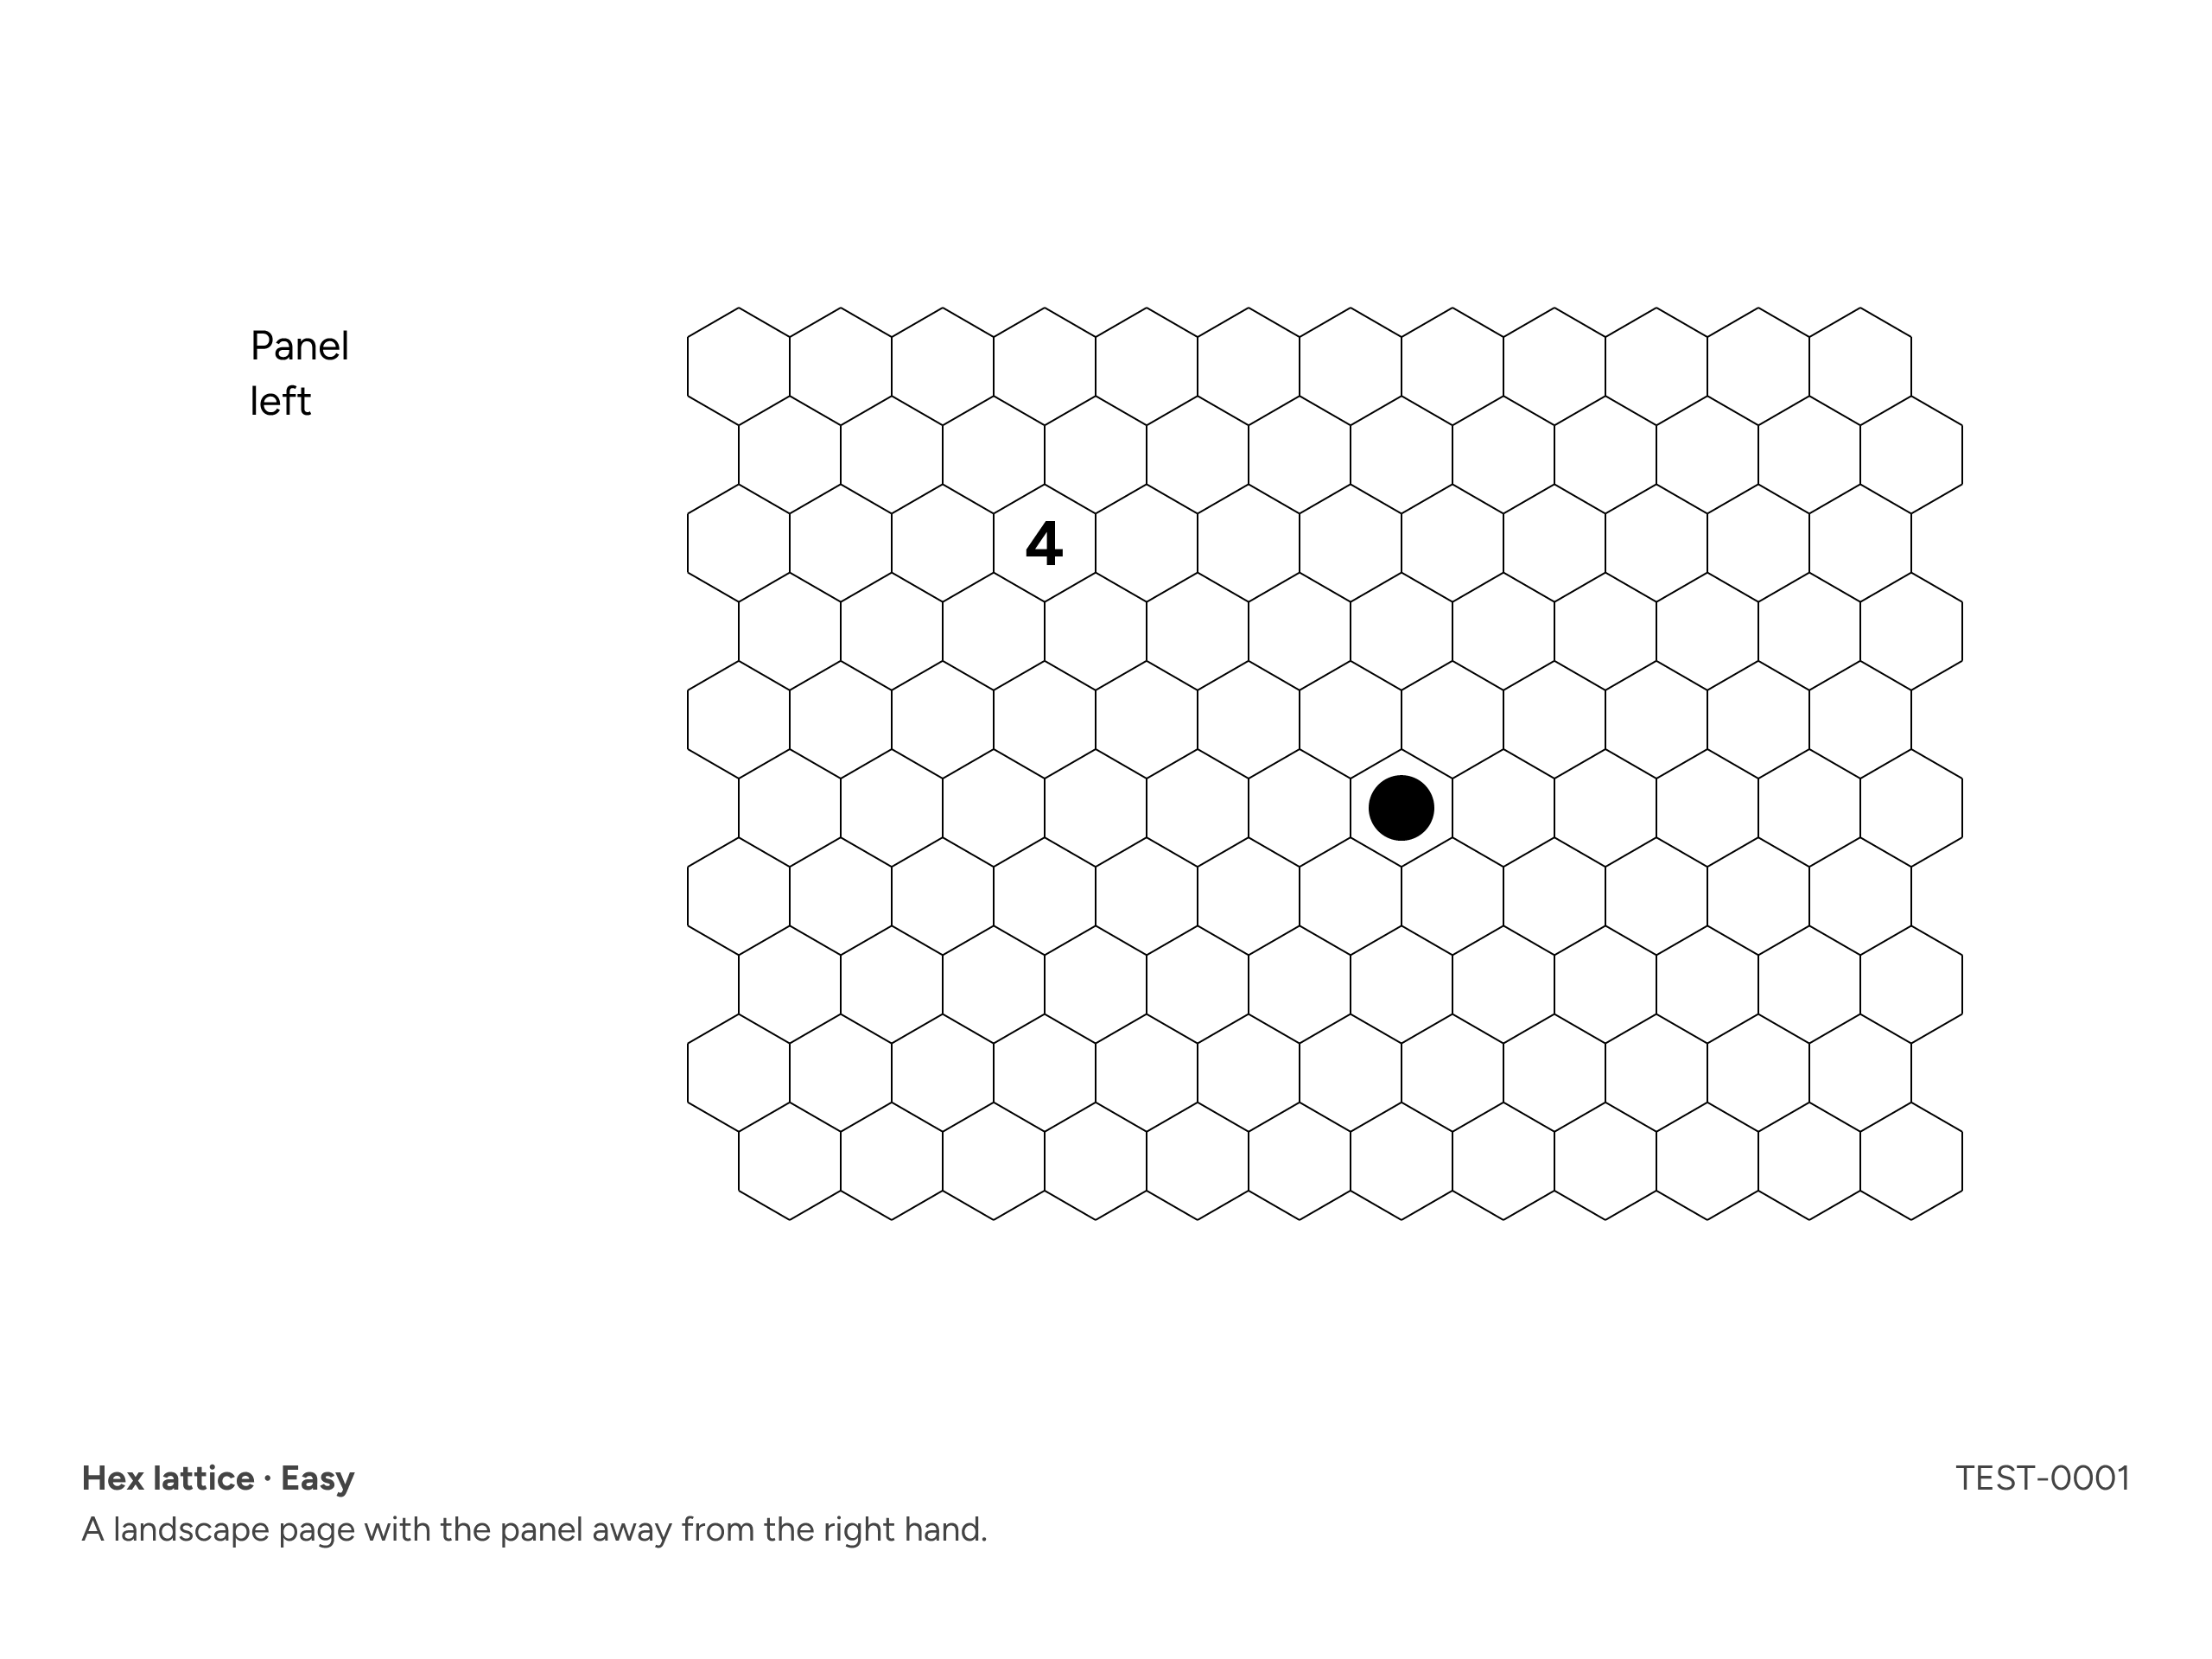 Panel
left
4
Hex lattice · Easy
TEST-0001
A landscape page with the panel away from the right hand.